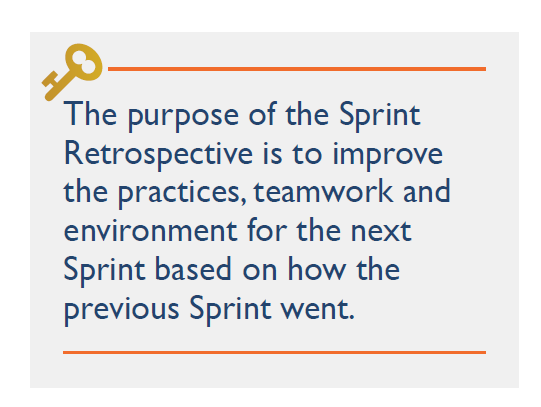 The purpose of the Sprint
Retrospective is to improve
the practices, teamwork and
environment for the next
Sprint based on how the
previous Sprint went.